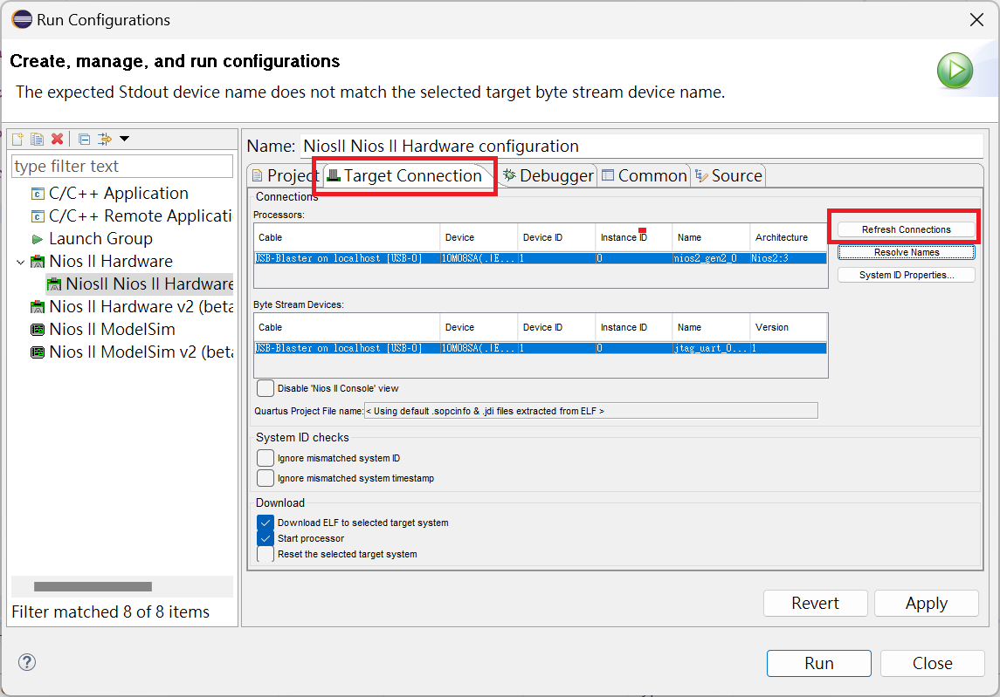 Run Configurations
Create, manage, and run configurations
The expected Stdout device name does not match the selected target byte stream device name.
type filter text
C/C++ Application
C/C++ Remote Applicati
Launch Group
Nios II Hardware
NiosII Nios II Hardware
Nios II Hardware v2 (beta
Nios II ModelSim
Nios II ModelSim v2 (beta
Filter matched 8 of 8 items
Name: NiosII Nios II Hardware configuration
Project Target Connection Debugger Common Source
Connections
Processors:
Cable Device Device ID Instance ID Name Architecture
USB-Blaster on localhost [USB-0] 10M08SA(.|E... 1 0 nios2_gen2_0 Nios2:3
Refresh Connections
Resolve Names
System ID Properties...
Byte Stream Devices:
Cable Device Device ID Instance ID Name Version
USB-Blaster on localhost [USB-0] 10M08SA(.|E... 1 0 jtag_uart_0... 1
Disable 'Nios II Console' view
Quartus Project File name: < Using default .sopcinfo & .jdi files extracted from ELF >
System ID checks
Ignore mismatched system ID
Ignore mismatched system timestamp
Download
Download ELF to selected target system
Start processor
Reset the selected target system
Revert Apply
Run Close